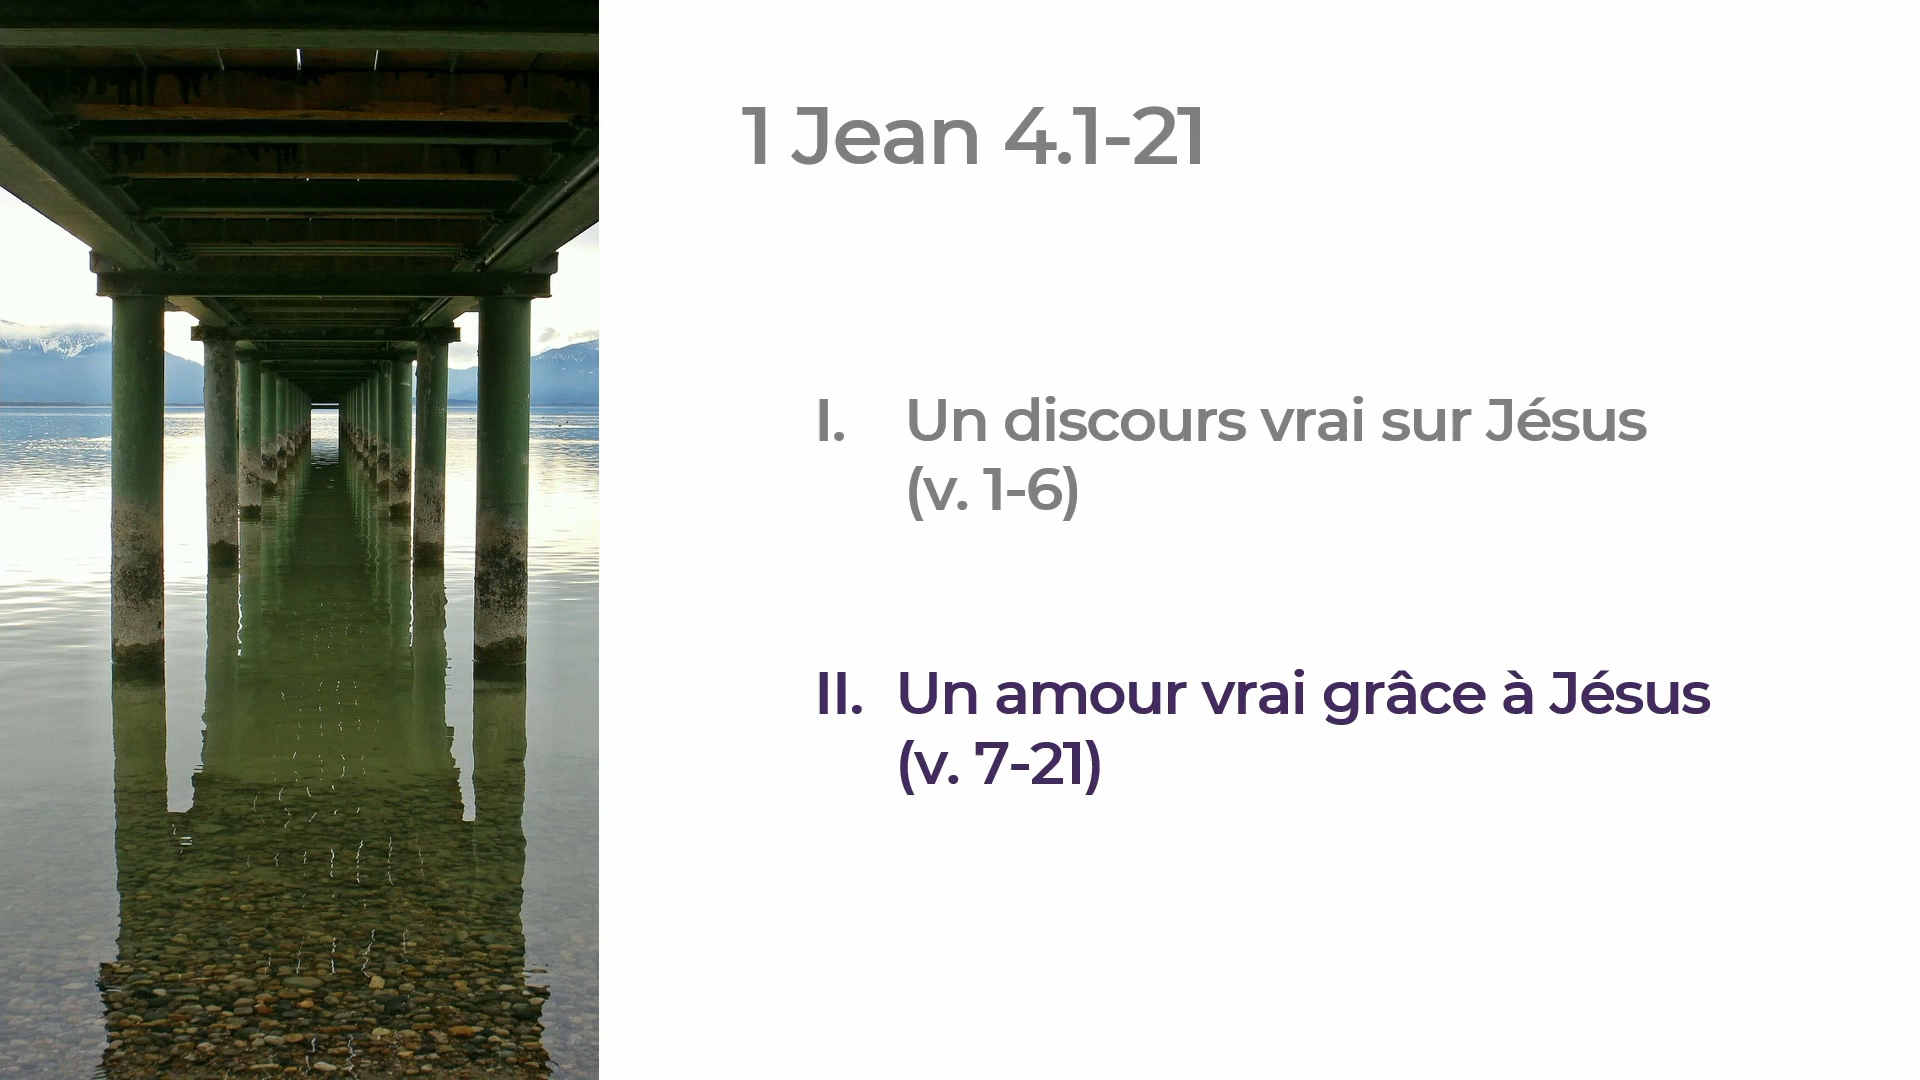 1 Jean 4.1-21
I. Un discours vrai sur Jésus
(v. 1-6)
II. Un amour vrai grâce à Jésus
(v. 7-21)